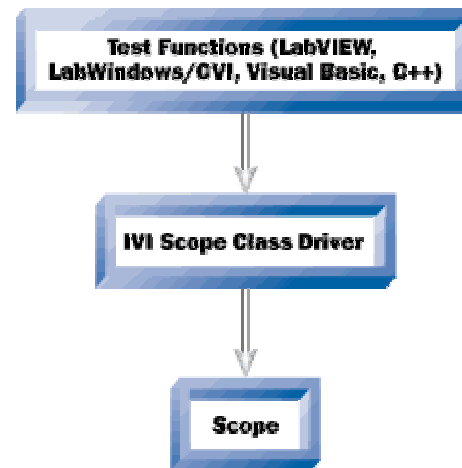 Test Functions (LabVIEW,
LabWindows/CVI, Visual Basic, C++)
IVI Scope Class Driver
Scope